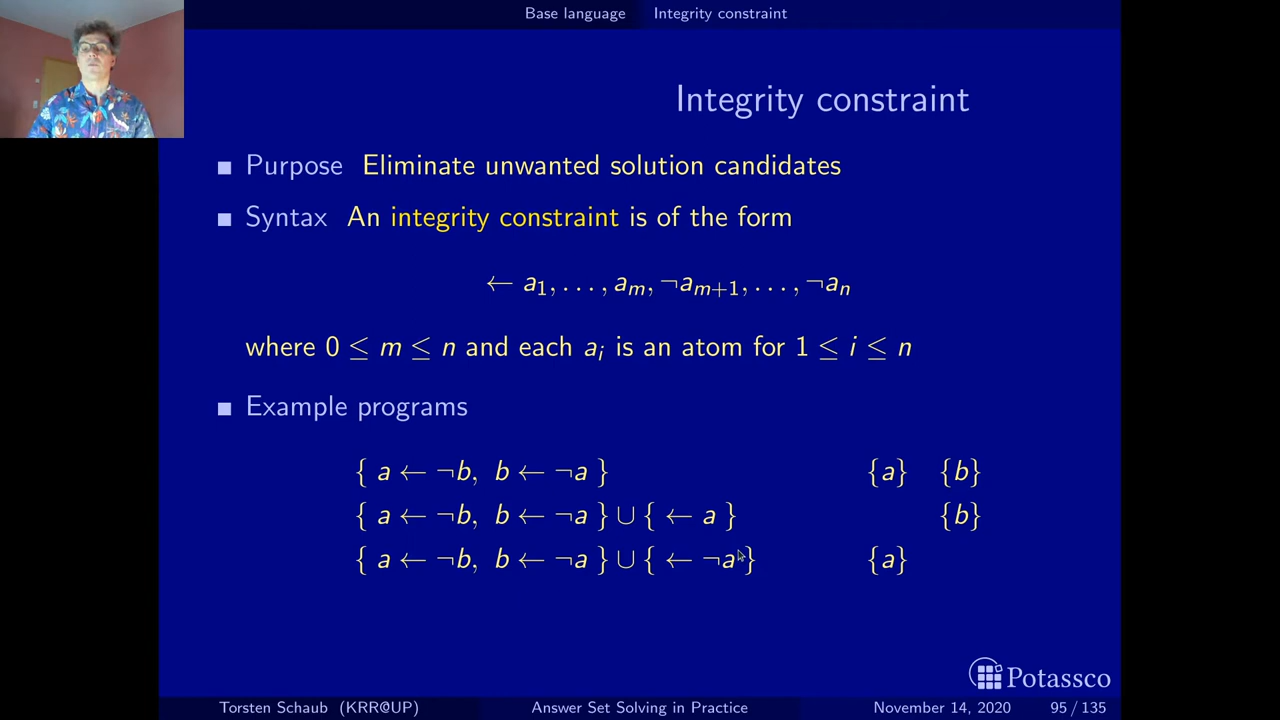 Base language Integrity constraint
Integrity constraint
Purpose Eliminate unwanted solution candidates
Syntax An integrity constraint is of the form
← a₁, . . . , aₘ, ¬aₘ₊₁, . . . , ¬aₙ
where 0 ≤ m ≤ n and each aᵢ is an atom for 1 ≤ i ≤ n
Example programs
{ a ← ¬b, b ← ¬a } {a} {b}
{ a ← ¬b, b ← ¬a } ∪ { ← a } {b}
{ a ← ¬b, b ← ¬a } ∪ { ← ¬a } {a}
Potassco
Torsten Schaub (KRR@UP) Answer Set Solving in Practice November 14, 2020 95 / 135